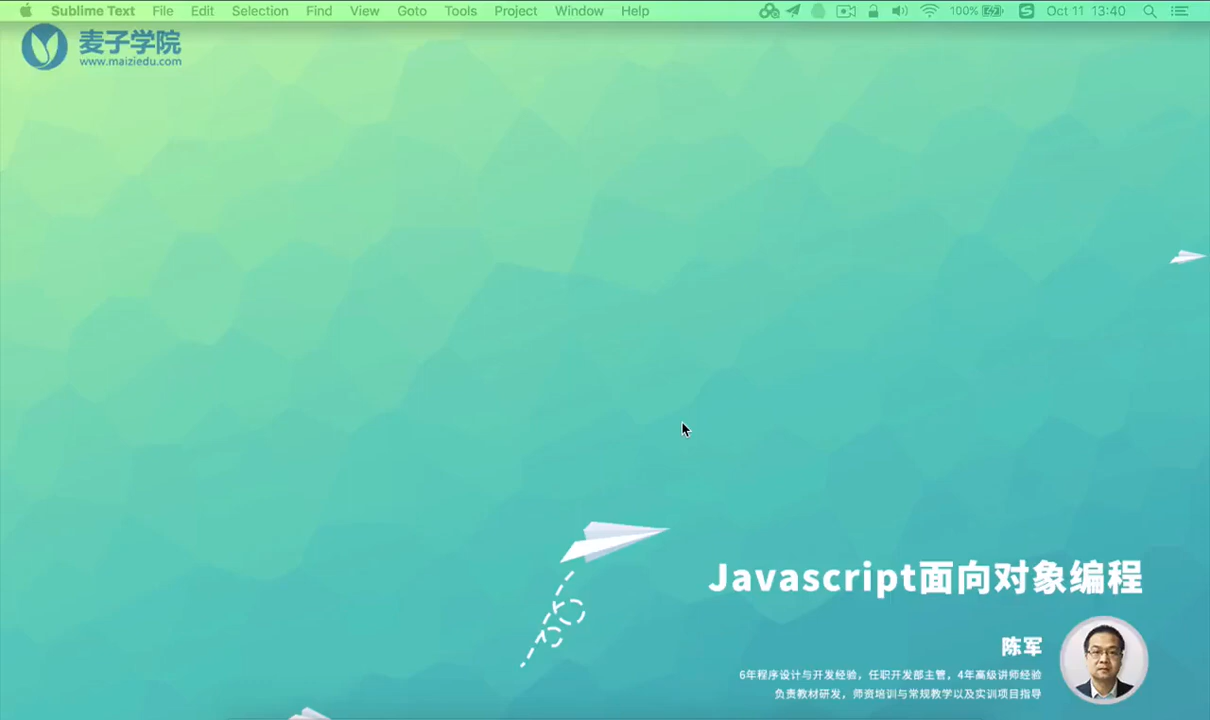 Sublime Text File Edit Selection Find View Goto Tools Project Window Help 100% Oct 11 13:40
麦子学院
www.maiziedu.com
Javascript面向对象编程
陈军
6年程序设计与开发经验，任职开发部主管，4年高级讲师经验
负责教材研发，师资培训与常规教学以及实训项目指导